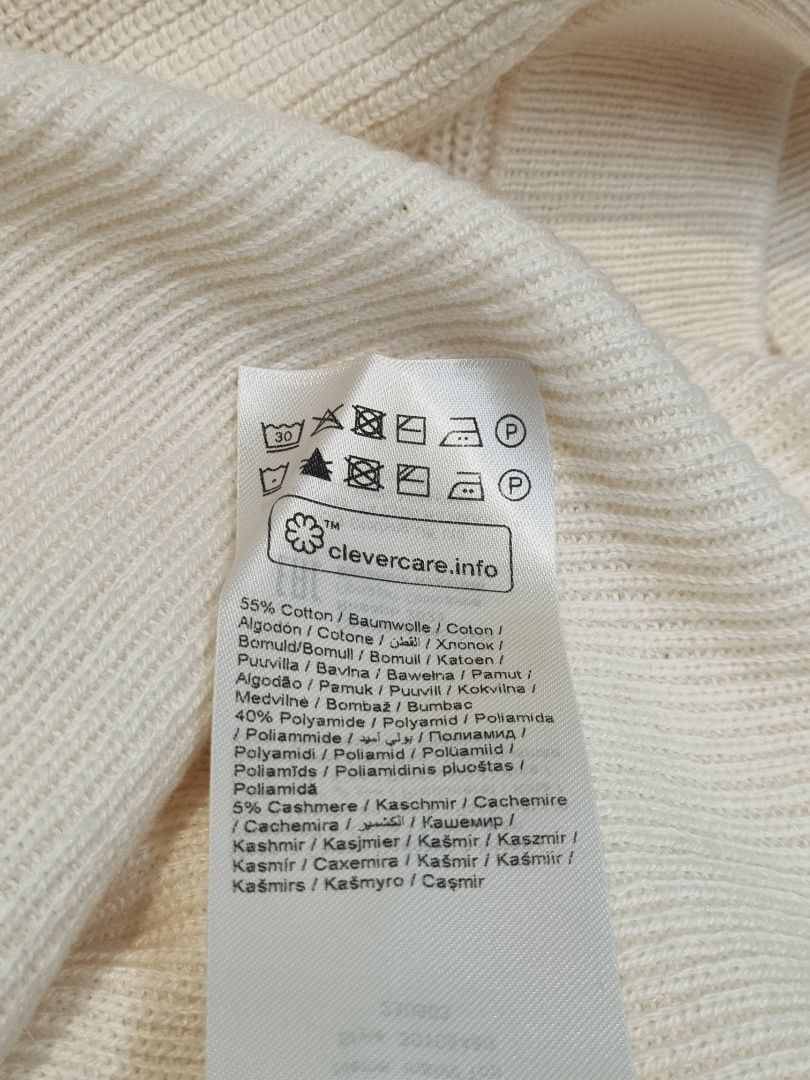 30 P
P
™
clevercare.info
55% Cotton / Baumwolle / Coton /
Algodón / Cotone / القطن / Хлопок /
Bomuld/Bomull / Bomull / Katoen /
Puuvilla / Bavlna / Bawełna / Pamut /
Algodão / Pamuk / Puuvill / Kokvilna /
Medvilnė / Bombaž / Bumbac
40% Polyamide / Polyamid / Poliamida
/ Poliammide / بولي أميد / Полиамид /
Polyamidi / Poliamid / Polüamiid /
Poliamīds / Poliamidinis pluoštas /
Poliamidă
5% Cashmere / Kaschmir / Cachemire
/ Cachemira / الكشمير / Кашемир /
Kashmir / Kasjmier / Kašmír / Kaszmir /
Kasmír / Caxemira / Kašmir / Kaśmiir /
Kašmirs / Kašmyro / Caşmir